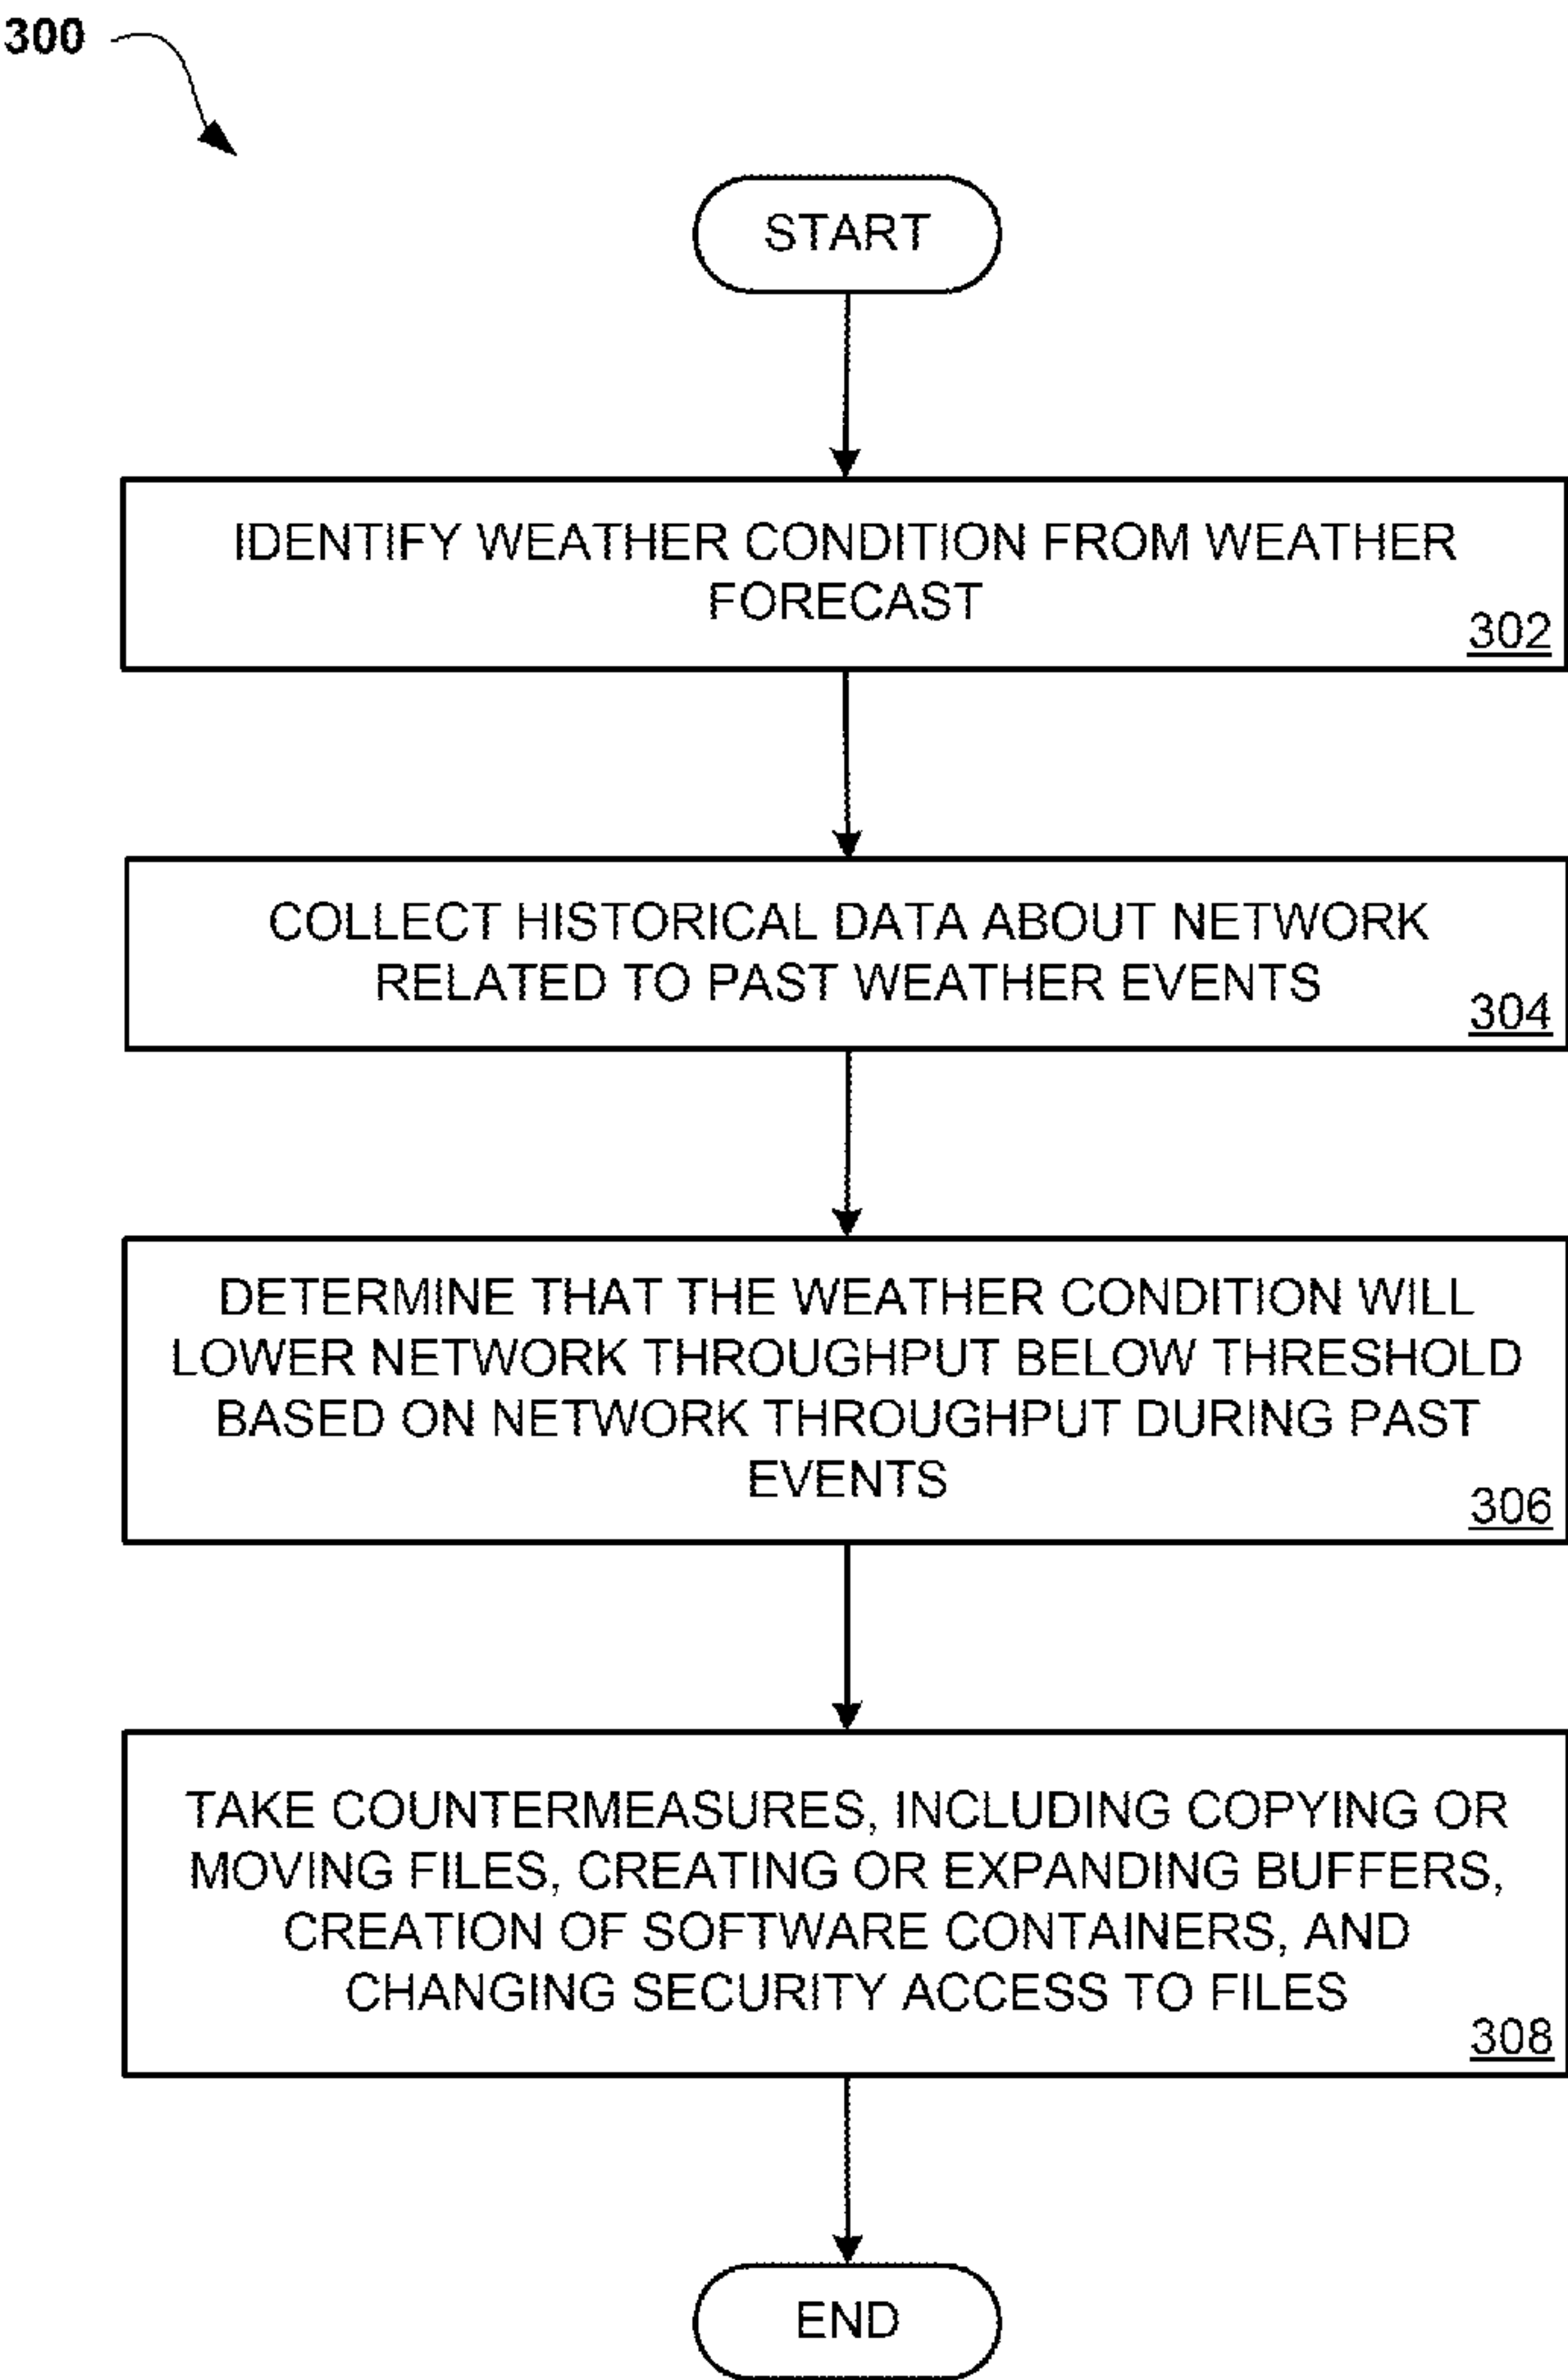 300
START
IDENTIFY WEATHER CONDITION FROM WEATHER
FORECAST
302
COLLECT HISTORICAL DATA ABOUT NETWORK
RELATED TO PAST WEATHER EVENTS
304
DETERMINE THAT THE WEATHER CONDITION WILL
LOWER NETWORK THROUGHPUT BELOW THRESHOLD
BASED ON NETWORK THROUGHPUT DURING PAST
EVENTS
306
TAKE COUNTERMEASURES, INCLUDING COPYING OR
MOVING FILES, CREATING OR EXPANDING BUFFERS,
CREATION OF SOFTWARE CONTAINERS, AND
CHANGING SECURITY ACCESS TO FILES
308
END